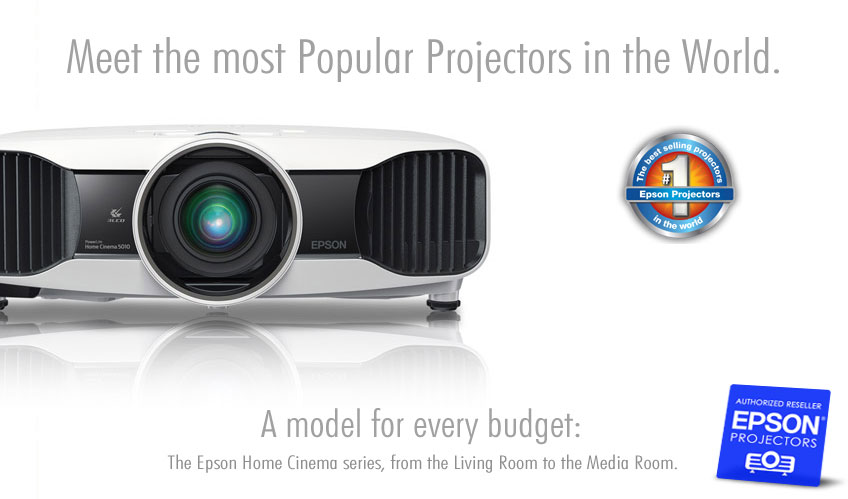 Meet the most Popular Projectors in the World.
The best selling projectors
#1
Epson Projectors
in the world
3LCD
PowerLite
Home Cinema 5010
EPSON
A model for every budget:
The Epson Home Cinema series, from the Living Room to the Media Room.
AUTHORIZED RESELLER
EPSON®
PROJECTORS